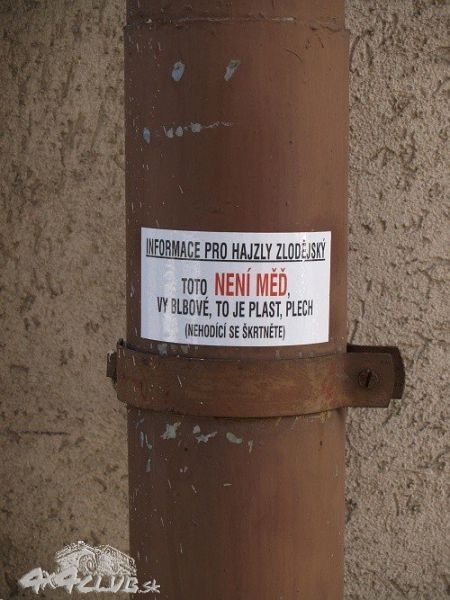 INFORMACE PRO HAJZLY ZLODĚJSKÝ
TOTO NENÍ MĚĎ,
VY BLBOVÉ, TO JE PLAST, PLECH
(NEHODÍCÍ SE ŠKRTNĚTE)
4x4CLUB.sk